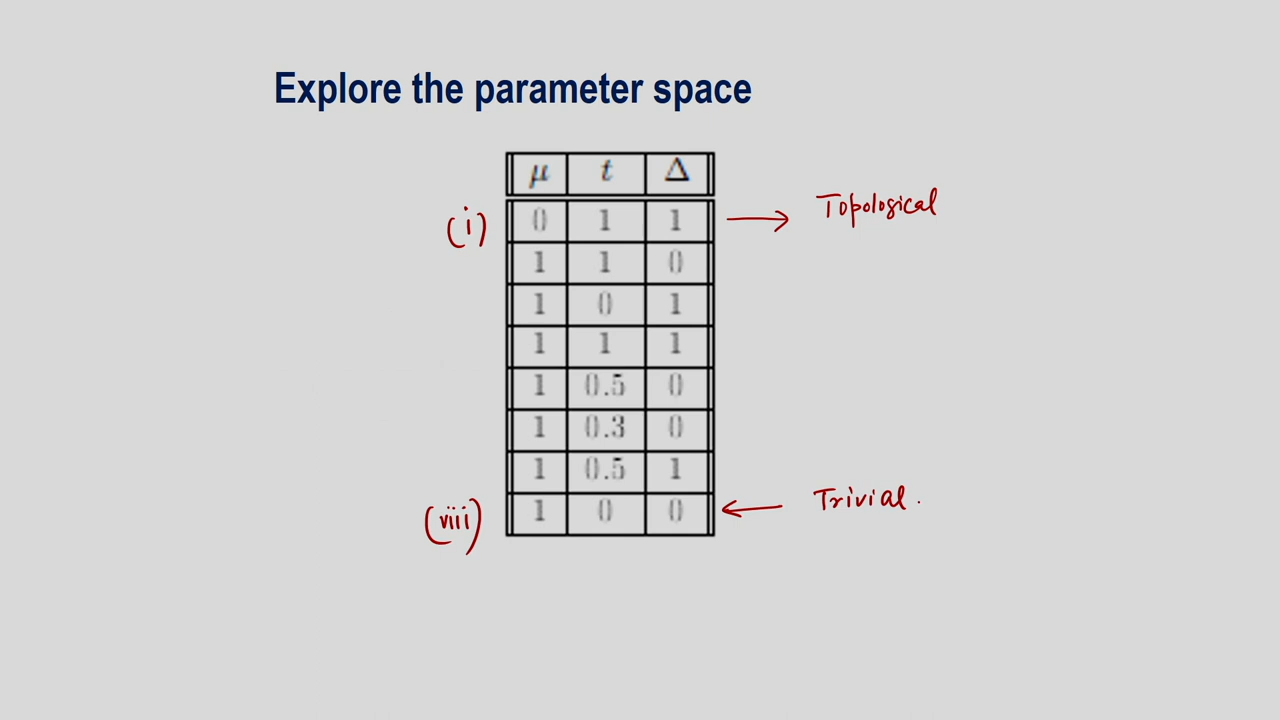 Explore the parameter space
μ t Δ
(i) 0 1 1 → Topological
1 1 0
1 0 1
1 1 1
1 0.5 0
1 0.3 0
1 0.5 1
(viii) 1 0 0 ← Trivial.